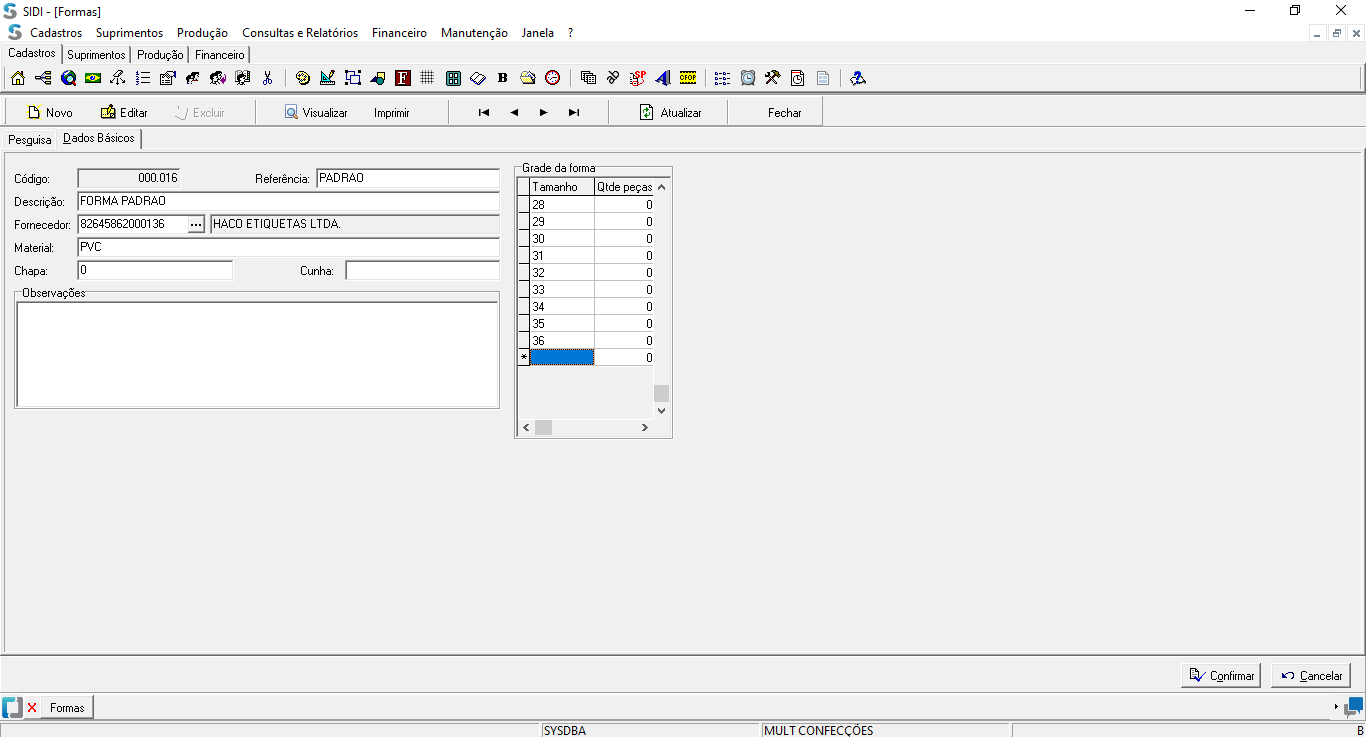 SIDI - [Formas]
Cadastros Suprimentos Produção Consultas e Relatórios Financeiro Manutenção Janela ?
Cadastros Suprimentos Produção Financeiro
F B SP CFOP
Novo Editar Excluir Visualizar Imprimir Atualizar Fechar
Pesquisa Dados Básicos
Código: 000.016 Referência: PADRAO
Descrição: FORMA PADRAO
Fornecedor: 82645862000136 ... HACO ETIQUETAS LTDA.
Material: PVC
Chapa: 0 Cunha:
Observações
Grade da forma
Tamanho Qtde peças
28 0
29 0
30 0
31 0
32 0
33 0
34 0
35 0
36 0
* 0
Confirmar Cancelar
Formas
SYSDBA MULT CONFECÇÕES B